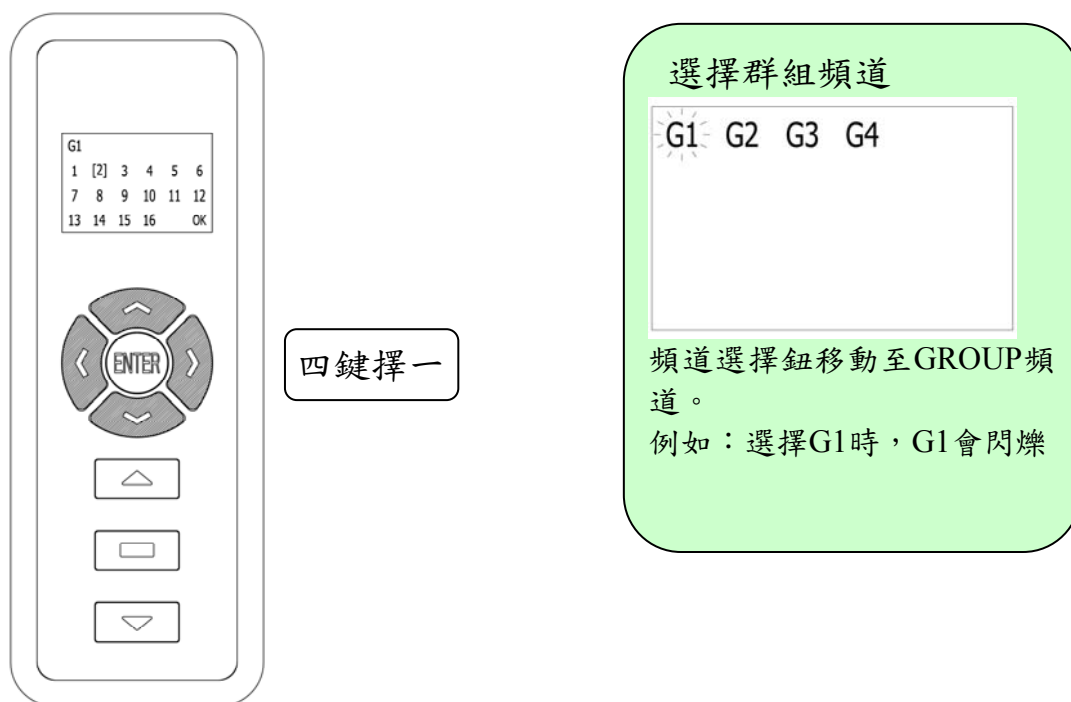 G1
1 [2] 3 4 5 6
7 8 9 10 11 12
13 14 15 16 OK
ENTER
四鍵擇一
選擇群組頻道
G1 G2 G3 G4
頻道選擇鈕移動至GROUP頻
道。
例如：選擇G1時，G1會閃爍